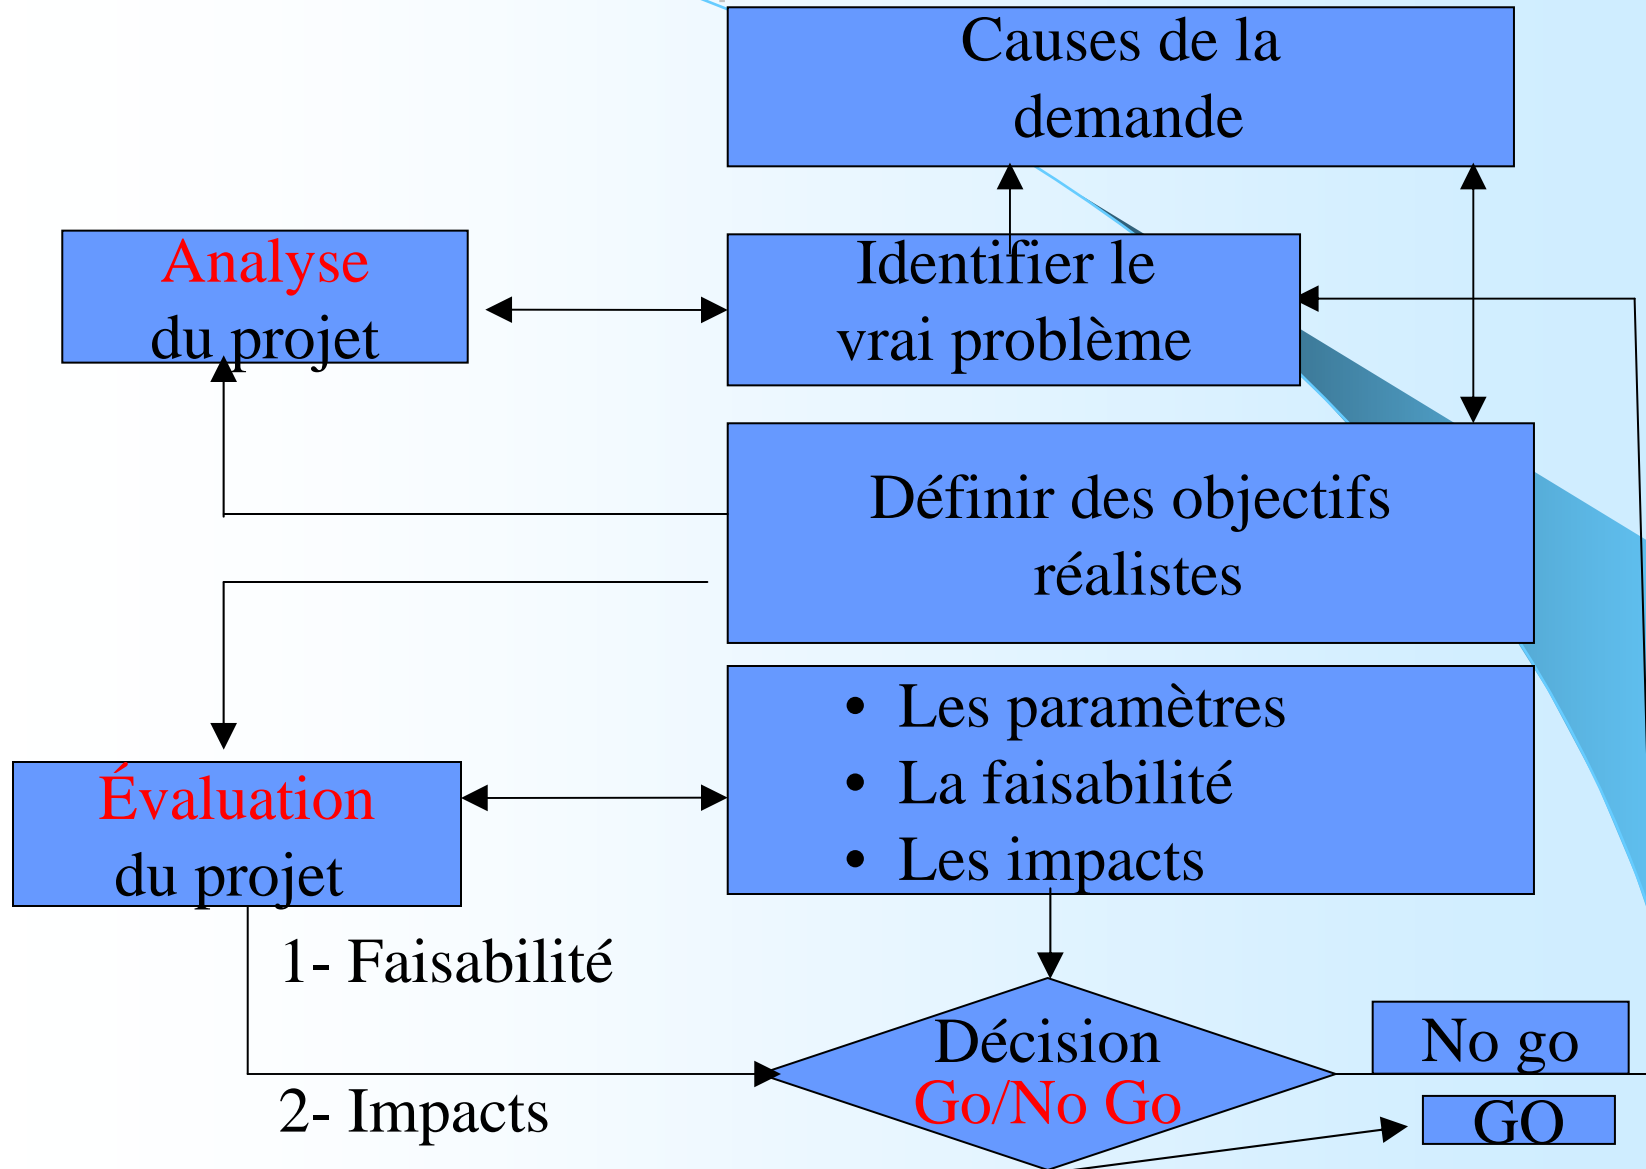 Causes de la
demande
Analyse
du projet
Identifier le
vrai problème
Définir des objectifs
réalistes
• Les paramètres
• La faisabilité
• Les impacts
Évaluation
du projet
1- Faisabilité
2- Impacts
Décision
Go/No Go
No go
GO